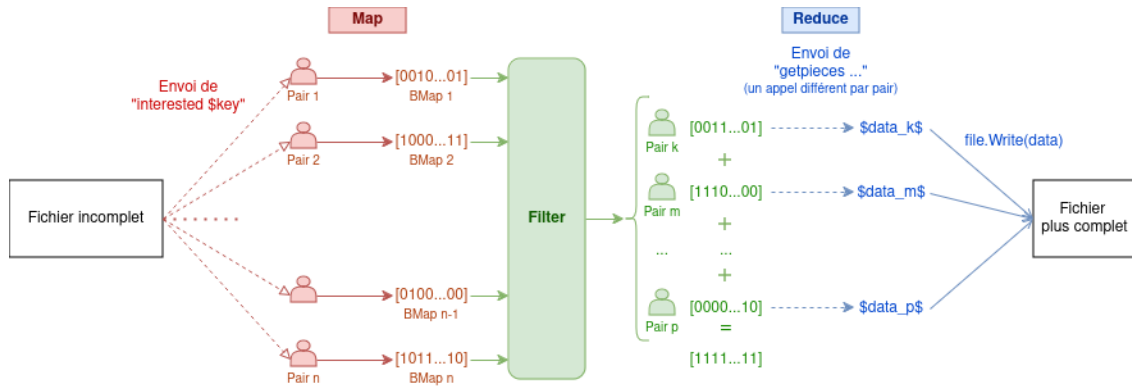 Map
Reduce
Envoi de
"interested $key"
Pair 1
[0010...01]
BMap 1
Pair 2
[1000...11]
BMap 2
Fichier incomplet
[0100...00]
BMap n-1
Pair n
[1011...10]
BMap n
Filter
Envoi de
"getpieces ..."
(un appel différent par pair)
Pair k
[0011...01]
$data_k$
+
Pair m
[1110...00]
$data_m$
+
... ...
+
Pair p
[0000...10]
$data_p$
=
[1111...11]
file.Write(data)
Fichier
plus complet